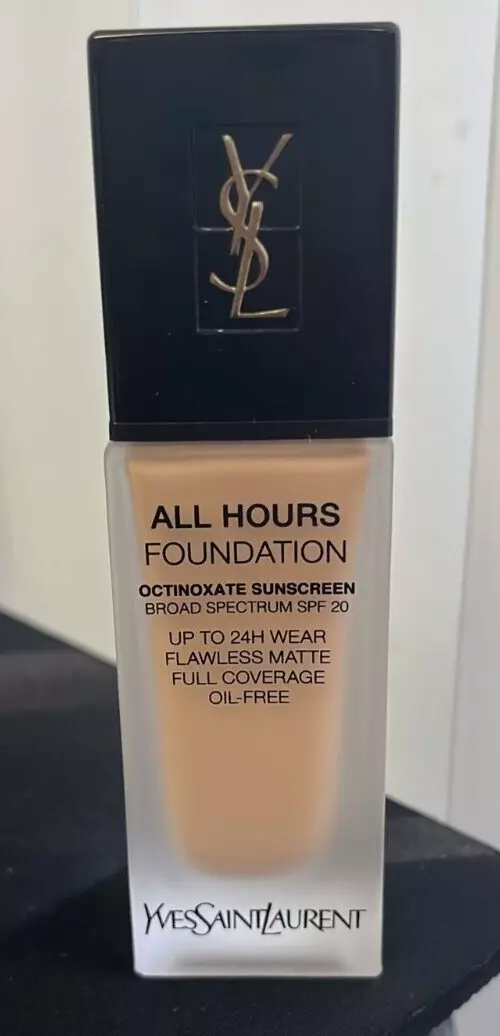 YSL
ALL HOURS
FOUNDATION
OCTINOXATE SUNSCREEN
BROAD SPECTRUM SPF 20
UP TO 24H WEAR
FLAWLESS MATTE
FULL COVERAGE
OIL-FREE
YVESSAINTLAURENT